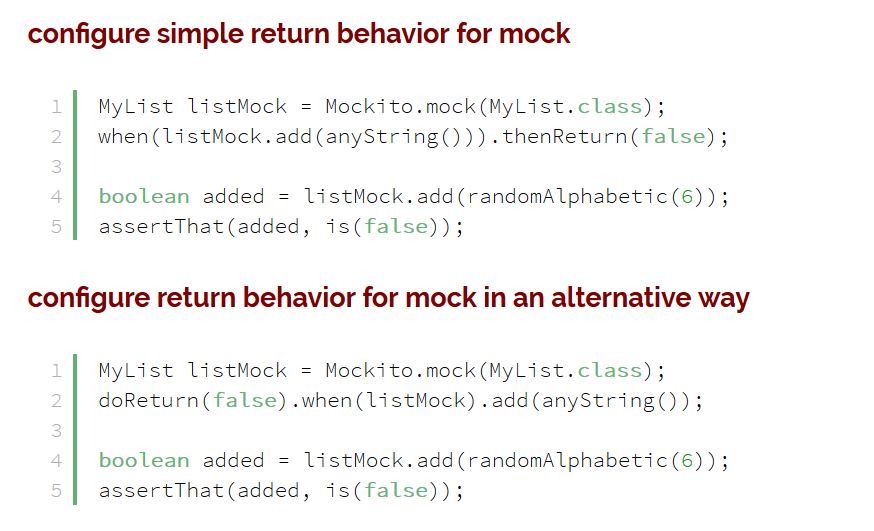 configure simple return behavior for mock
1 MyList listMock = Mockito.mock(MyList.class);
2 when(listMock.add(anyString())).thenReturn(false);
3
4 boolean added = listMock.add(randomAlphabetic(6));
5 assertThat(added, is(false));
configure return behavior for mock in an alternative way
1 MyList listMock = Mockito.mock(MyList.class);
2 doReturn(false).when(listMock).add(anyString());
3
4 boolean added = listMock.add(randomAlphabetic(6));
5 assertThat(added, is(false));